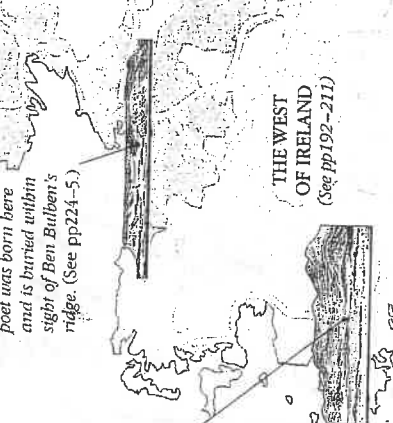 poet was born here
and is buried within
sight of Ben Bulben's
ridge. (See pp224–5.)
THE WEST
OF IRELAND
(See pp192–211)